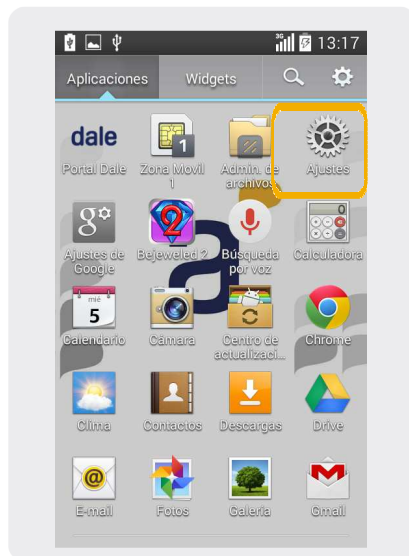 3G 13:17
Aplicaciones Widgets
dale 1
Portal Dale Zona Movil Admin. de Ajustes
1 archivos
g
Ajustes de Bejeweled 2 Búsqueda Calculadora
Google por voz
mié
5
Calendario Cámara Centro de Chrome
actualizaci...
Clima Contactos Descargas Drive
@
E-mail Fotos Galería Gmail